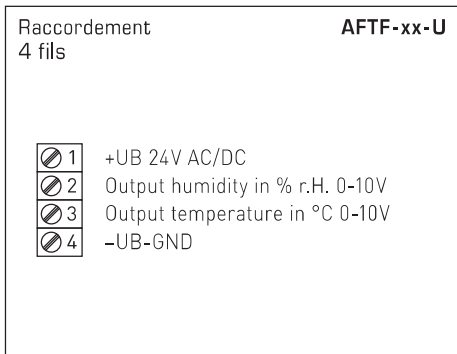 Raccordement AFTF-xx-U
4 fils
1 +UB 24V AC/DC
2 Output humidity in % r.H. 0-10V
3 Output temperature in °C 0-10V
4 –UB-GND